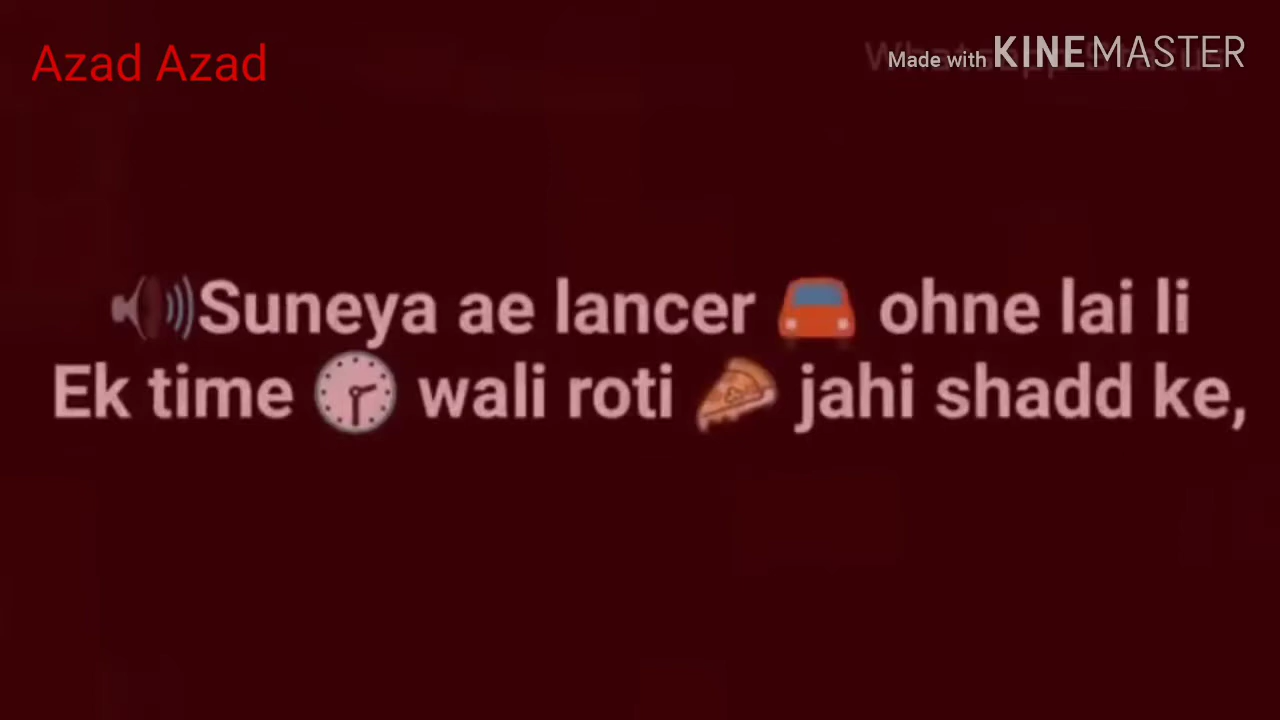 Azad Azad
Made with KINEMASTER
🔊Suneya ae lancer 🚘 ohne lai li
Ek time 🕝 wali roti 🍕 jahi shadd ke,